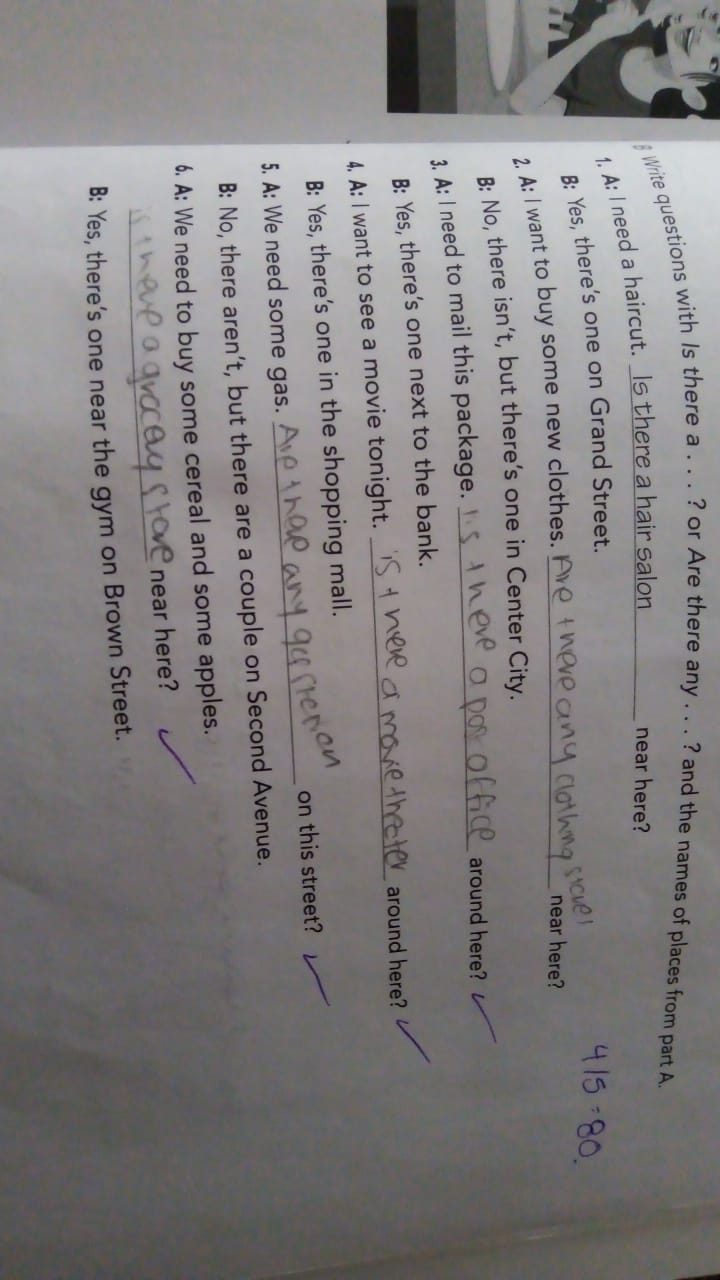 B Write questions with Is there a . . . ? or Are there any . . . ? and the names of places from part A.
1. A: I need a haircut. Is there a hair salon near here?
B: Yes, there's one on Grand Street.
4/5=80.
2. A: I want to buy some new clothes. Are there any clothing near here?
B: No, there isn't, but there's one in Center City.
3. A: I need to mail this package. is there a office around here? ✓
B: Yes, there's one next to the bank.
4. A: I want to see a movie tonight. is there a movie theater around here? ✓
B: Yes, there's one in the shopping mall.
5. A: We need some gas. Are there any gas on this street? ✓
B: No, there aren't, but there are a couple on Second Avenue.
6. A: We need to buy some cereal and some apples.
is there a store near here? ✓
B: Yes, there's one near the gym on Brown Street.